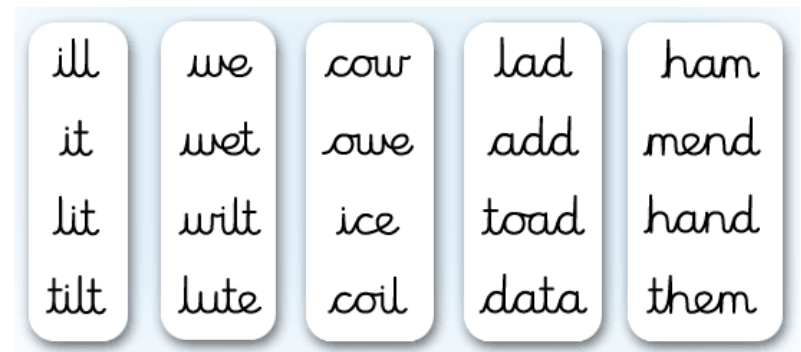 ill
it
lit
tilt
we
wet
wilt
lute
cow
owe
ice
coil
lad
add
toad
data
ham
mend
hand
them